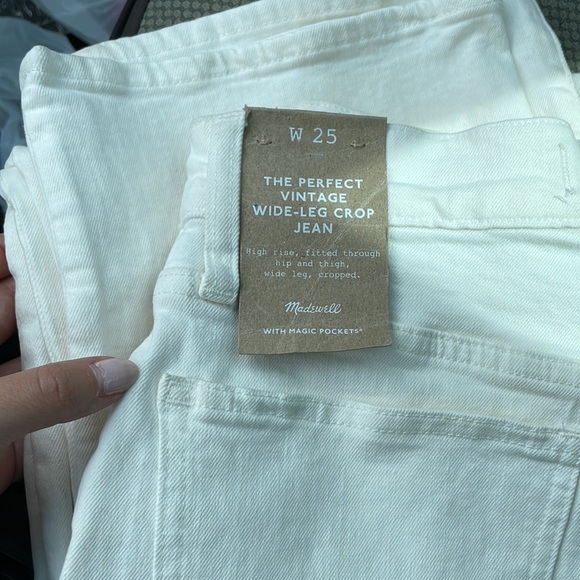 W 25
THE PERFECT
VINTAGE
WIDE-LEG CROP
JEAN
High rise, fitted through
hip and thigh,
wide leg, cropped.
Madewell
WITH MAGIC POCKETS®